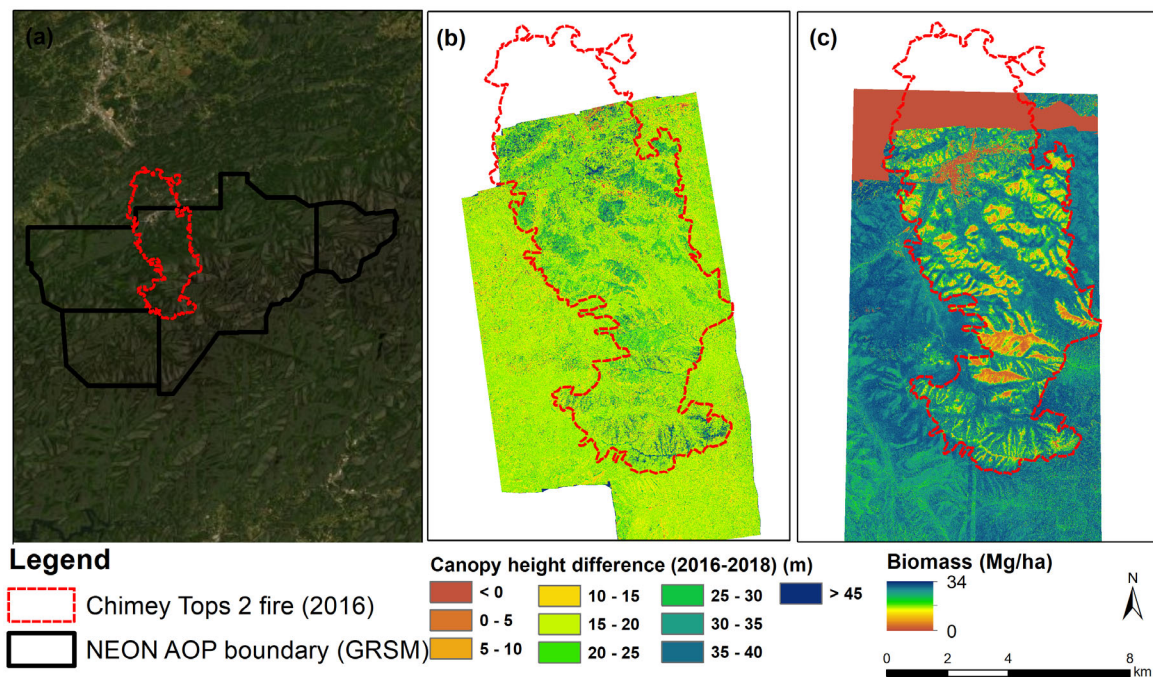 (a)
(b)
(c)
Legend
Chimey Tops 2 fire (2016)
NEON AOP boundary (GRSM)
Canopy height difference (2016-2018) (m)
< 0
0 - 5
5 - 10
10 - 15
15 - 20
20 - 25
25 - 30
30 - 35
35 - 40
> 45
Biomass (Mg/ha)
34
0
N
0 2 4 8
km